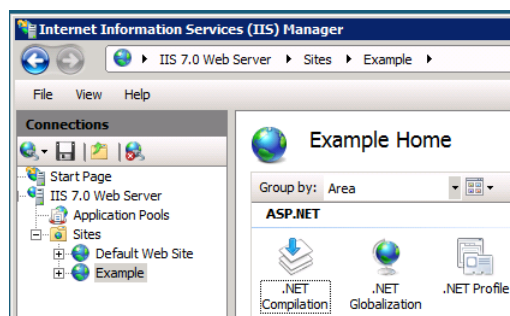 Internet Information Services (IIS) Manager
IIS 7.0 Web Server Sites Example
File View Help
Connections
Start Page
IIS 7.0 Web Server
Application Pools
Sites
Default Web Site
Example
Example Home
Group by: Area
ASP.NET
.NET Compilation
.NET Globalization
.NET Profile